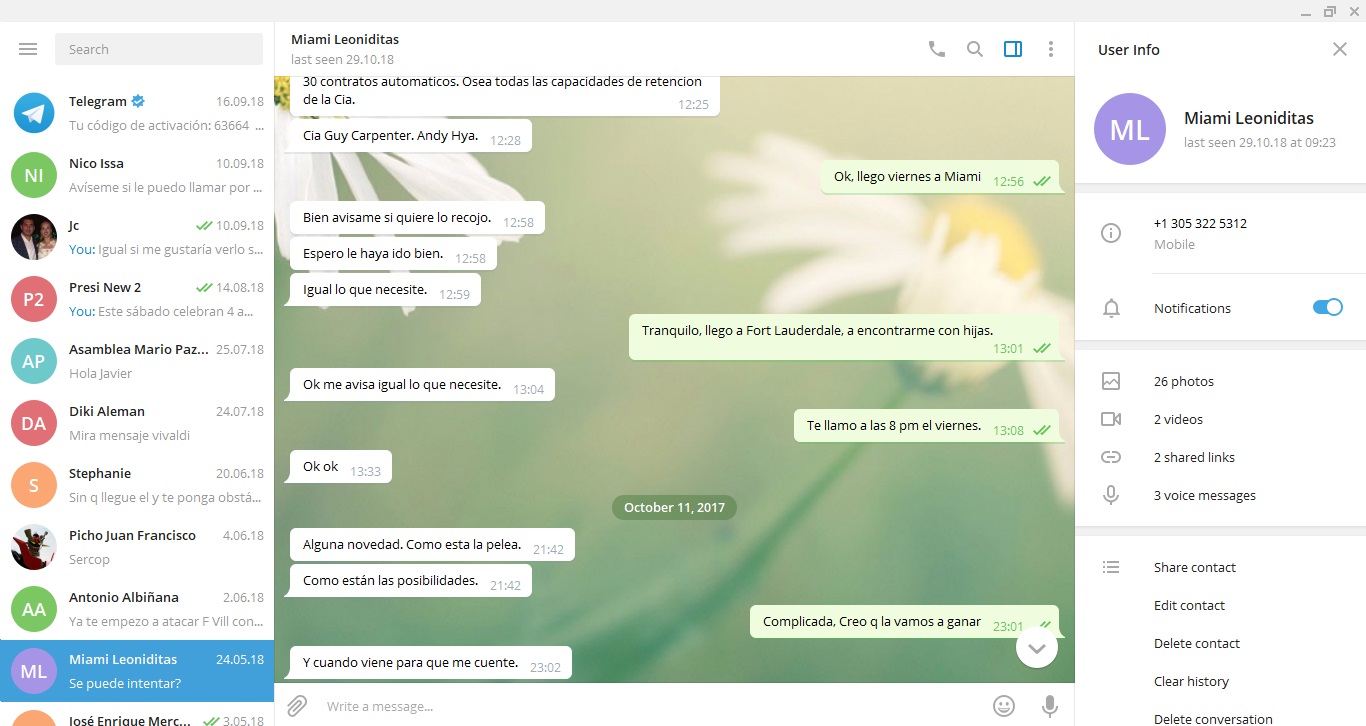 Search
Telegram 16.09.18
Tu código de activación: 63664 ...
Nico Issa 10.09.18
NI
Avíseme si le puedo llamar por ...
Jc 10.09.18
You: Igual si me gustaría verlo s...
Presi New 2 14.08.18
P2
You: Este sábado celebran 4 a...
Asamblea Mario Paz... 25.07.18
AP
Hola Javier
Diki Aleman 24.07.18
DA
Mira mensaje vivaldi
Stephanie 20.06.18
S
Sin q llegue el y te ponga obstá...
Picho Juan Francisco 4.06.18
Sercop
Antonio Albiñana 2.06.18
AA
Ya te empezo a atacar F Vill con...
Miami Leoniditas 24.05.18
ML
Se puede intentar?
José Enrique Merc... 3.05.18
Miami Leoniditas
last seen 29.10.18
30 contratos automaticos. Osea todas las capacidades de retencion
de la Cia. 12:25
Cia Guy Carpenter. Andy Hya. 12:28
Ok, llego viernes a Miami 12:56
Bien avisame si quiere lo recojo. 12:58
Espero le haya ido bien. 12:58
Igual lo que necesite. 12:59
Tranquilo, llego a Fort Lauderdale, a encontrarme con hijas.
13:01
Ok me avisa igual lo que necesite. 13:04
Te llamo a las 8 pm el viernes. 13:08
Ok ok 13:33
October 11, 2017
Alguna novedad. Como esta la pelea. 21:42
Como están las posibilidades. 21:42
Complicada, Creo q la vamos a ganar 23:01
Y cuando viene para que me cuente. 23:02
Write a message...
User Info
ML
Miami Leoniditas
last seen 29.10.18 at 09:23
+1 305 322 5312
Mobile
Notifications
26 photos
2 videos
2 shared links
3 voice messages
Share contact
Edit contact
Delete contact
Clear history
Delete conversation